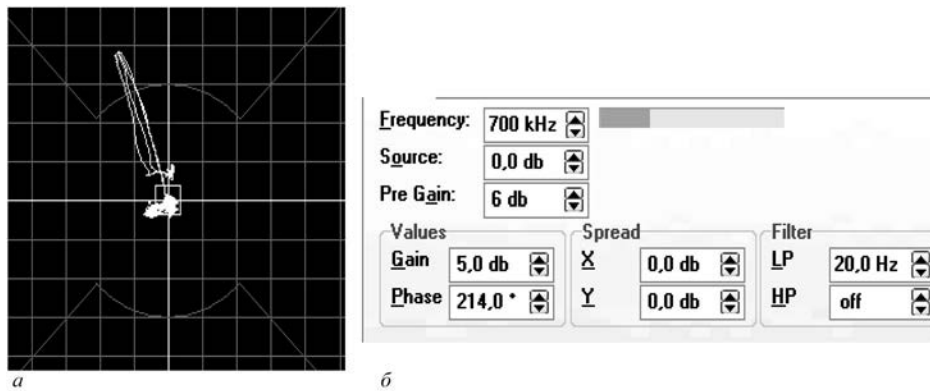 Frequency: 700 kHz
Source: 0,0 db
Pre Gain: 6 db
Values Spread Filter
Gain 5,0 db X 0,0 db LP 20,0 Hz
Phase 214,0 ° Y 0,0 db HP off
а б